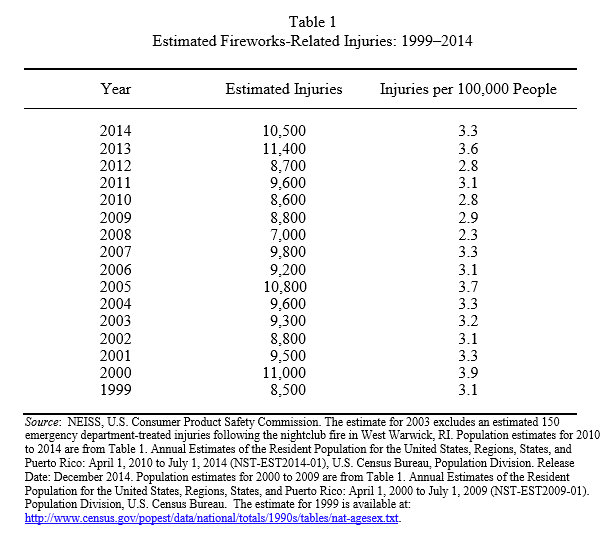 Table 1
Estimated Fireworks-Related Injuries: 1999–2014
Year Estimated Injuries Injuries per 100,000 People
2014 10,500 3.3
2013 11,400 3.6
2012 8,700 2.8
2011 9,600 3.1
2010 8,600 2.8
2009 8,800 2.9
2008 7,000 2.3
2007 9,800 3.3
2006 9,200 3.1
2005 10,800 3.7
2004 9,600 3.3
2003 9,300 3.2
2002 8,800 3.1
2001 9,500 3.3
2000 11,000 3.9
1999 8,500 3.1
Source: NEISS, U.S. Consumer Product Safety Commission. The estimate for 2003 excludes an estimated 150
emergency department-treated injuries following the nightclub fire in West Warwick, RI. Population estimates for 2010
to 2014 are from Table 1. Annual Estimates of the Resident Population for the United States, Regions, States, and
Puerto Rico: April 1, 2010 to July 1, 2014 (NST-EST2014-01), U.S. Census Bureau, Population Division. Release
Date: December 2014. Population estimates for 2000 to 2009 are from Table 1. Annual Estimates of the Resident
Population for the United States, Regions, States, and Puerto Rico: April 1, 2000 to July 1, 2009 (NST-EST2009-01).
Population Division, U.S. Census Bureau. The estimate for 1999 is available at:
http://www.census.gov/popest/data/national/totals/1990s/tables/nat-agesex.txt.